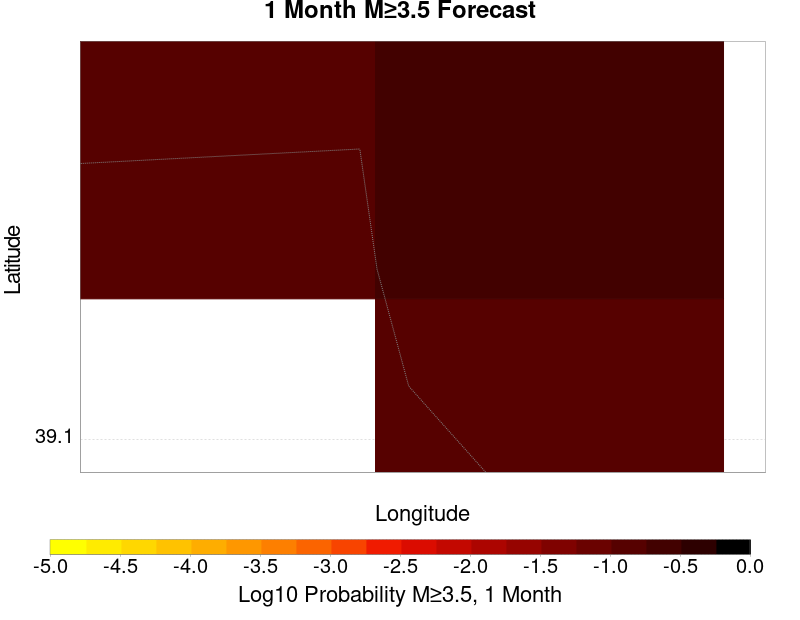 1 Month M≥3.5 Forecast
Latitude
39.1
Longitude
-5.0 -4.5 -4.0 -3.5 -3.0 -2.5 -2.0 -1.5 -1.0 -0.5 0.0
Log10 Probability M≥3.5, 1 Month